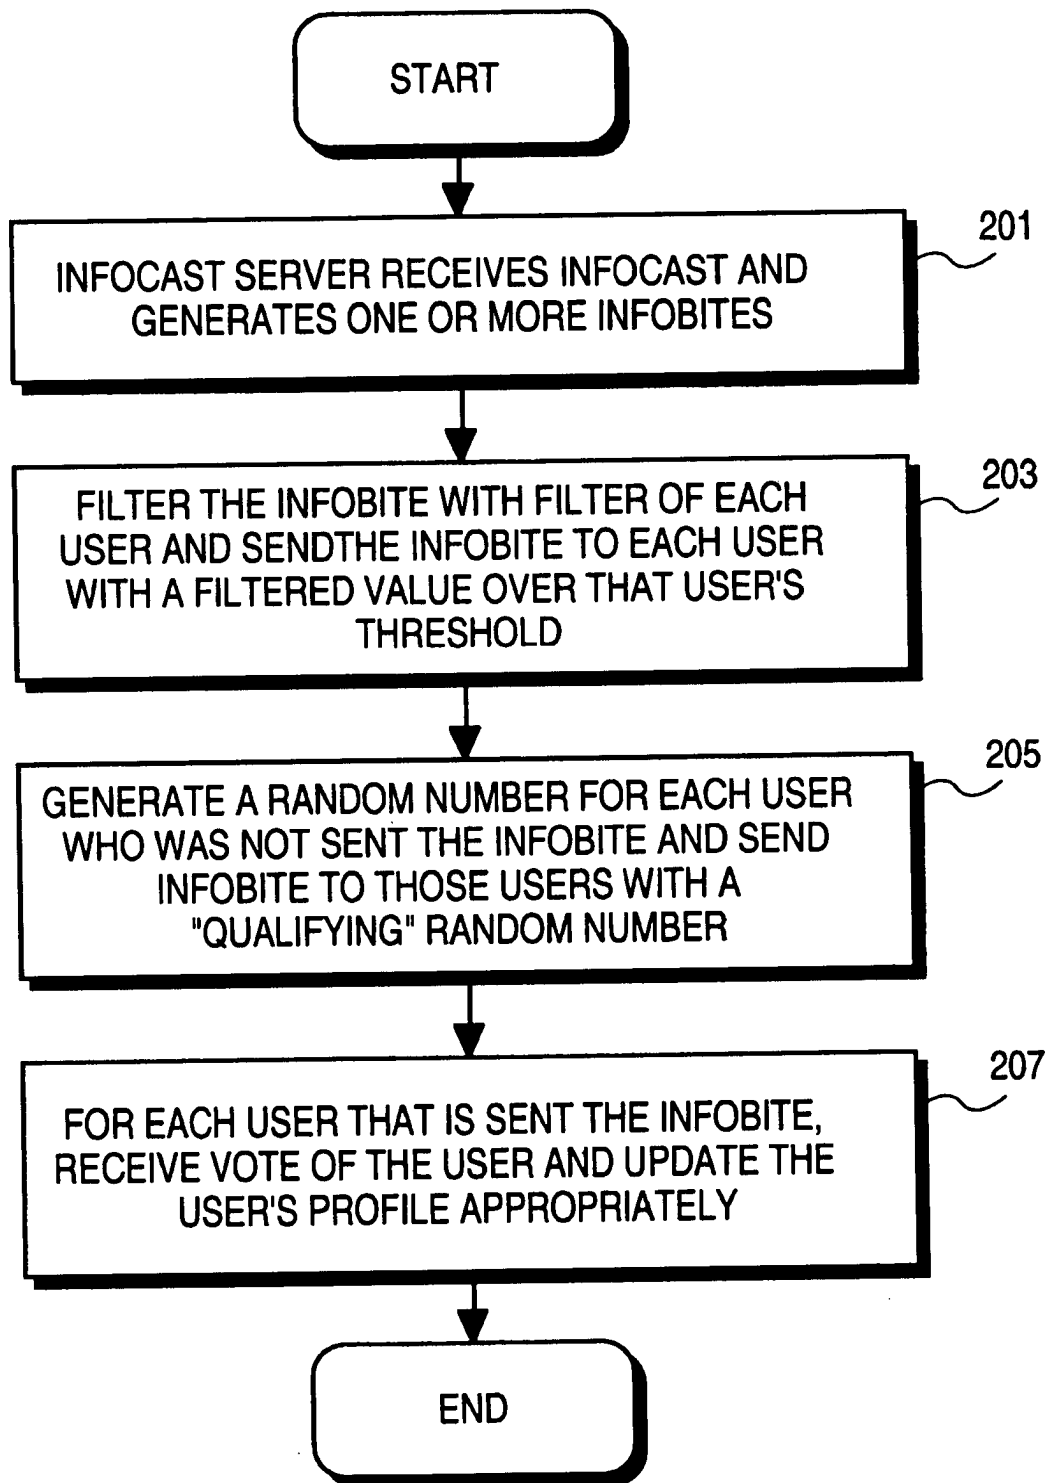 START
201
INFOCAST SERVER RECEIVES INFOCAST AND
GENERATES ONE OR MORE INFOBITES
203
FILTER THE INFOBITE WITH FILTER OF EACH
USER AND SENDTHE INFOBITE TO EACH USER
WITH A FILTERED VALUE OVER THAT USER'S
THRESHOLD
205
GENERATE A RANDOM NUMBER FOR EACH USER
WHO WAS NOT SENT THE INFOBITE AND SEND
INFOBITE TO THOSE USERS WITH A
"QUALIFYING" RANDOM NUMBER
207
FOR EACH USER THAT IS SENT THE INFOBITE,
RECEIVE VOTE OF THE USER AND UPDATE THE
USER'S PROFILE APPROPRIATELY
END